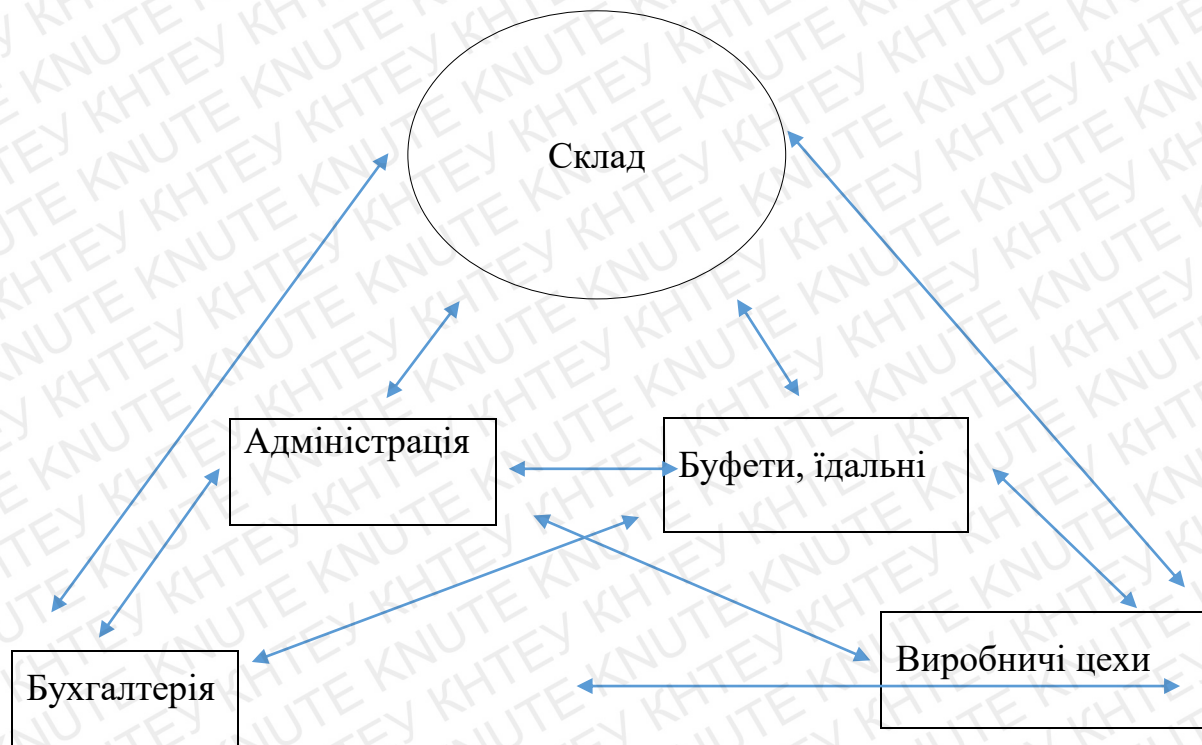 Склад
Адміністрація
Буфети, їдальні
Виробничі цехи
Бухгалтерія